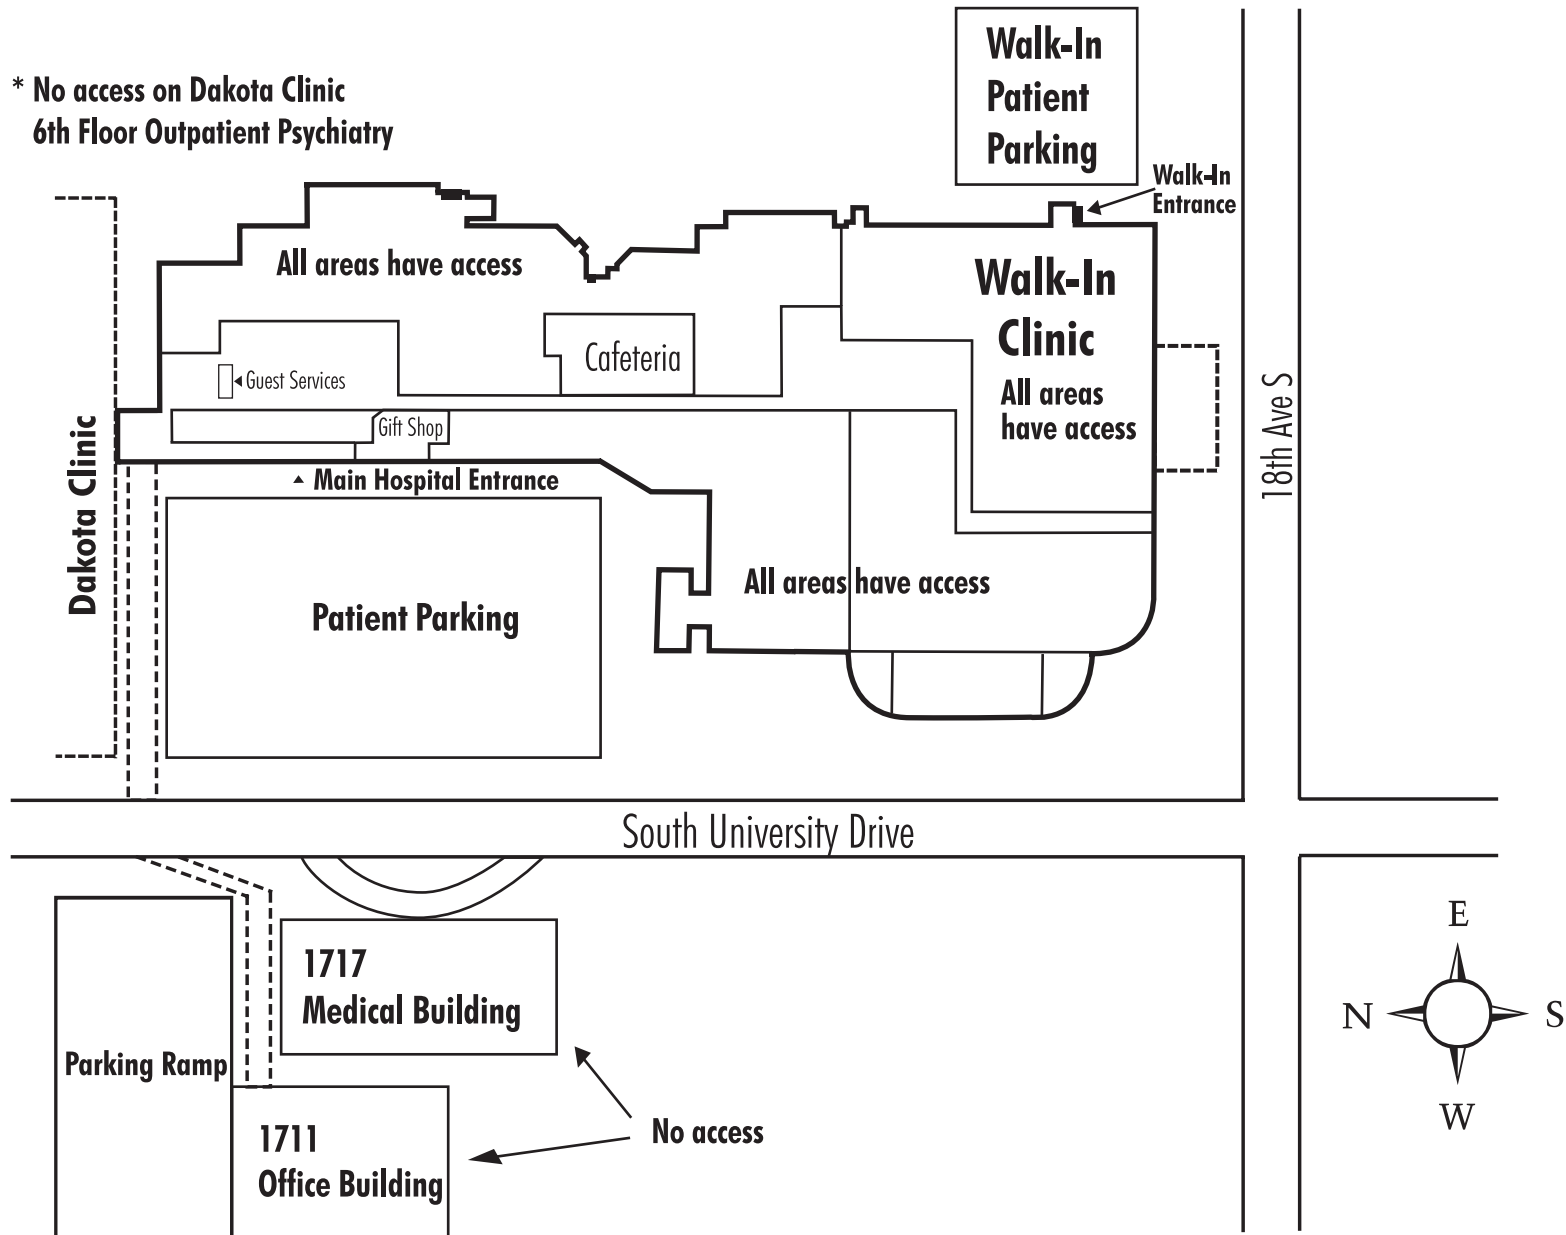 Walk-In
Patient
Parking
* No access on Dakota Clinic
6th Floor Outpatient Psychiatry
Walk-In
Entrance
All areas have access
Walk-In
Clinic
All areas
have access
Cafeteria
Guest Services
Gift Shop
Main Hospital Entrance
Dakota Clinic
18th Ave S
Patient Parking
All areas have access
South University Drive
1717
Medical Building
Parking Ramp
1711
Office Building
No access
E
N
S
W